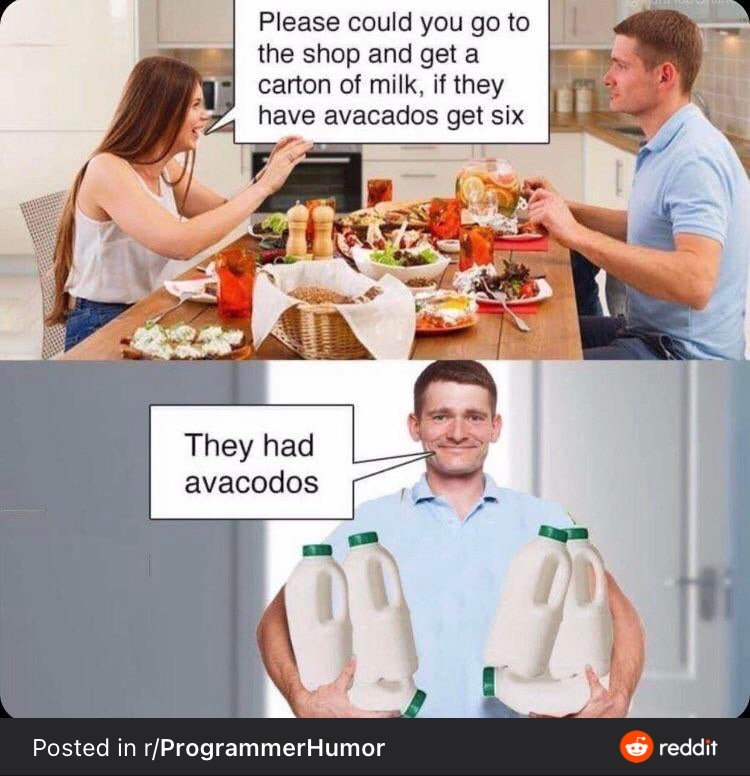 Please could you go to
the shop and get a
carton of milk, if they
have avacados get six
They had
avacodos
Posted in r/ProgrammerHumor
reddit